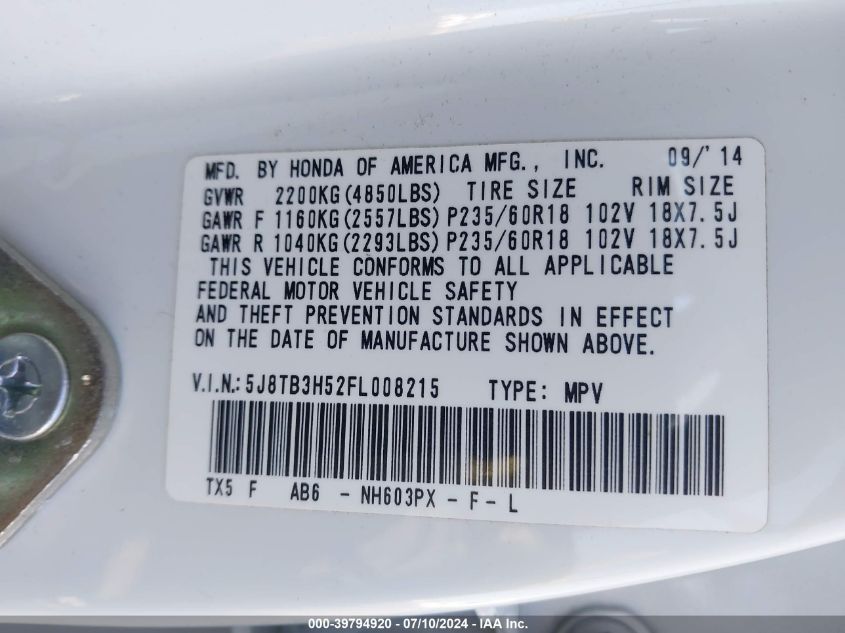 MFD. BY HONDA OF AMERICA MFG., INC. 09/'14
GVWR 2200KG(4850LBS) TIRE SIZE RIM SIZE
GAWR F 1160KG(2557LBS) P235/60R18 102V 18X7.5J
GAWR R 1040KG(2293LBS) P235/60R18 102V 18X7.5J
THIS VEHICLE CONFORMS TO ALL APPLICABLE
FEDERAL MOTOR VEHICLE SAFETY
AND THEFT PREVENTION STANDARDS IN EFFECT
ON THE DATE OF MANUFACTURE SHOWN ABOVE.
V.I.N.: 5J8TB3H52FL008215 TYPE: MPV
TX5 F AB6 - NH603PX - F - L
000-39794920 / 07/10/2024 - IAA Inc.